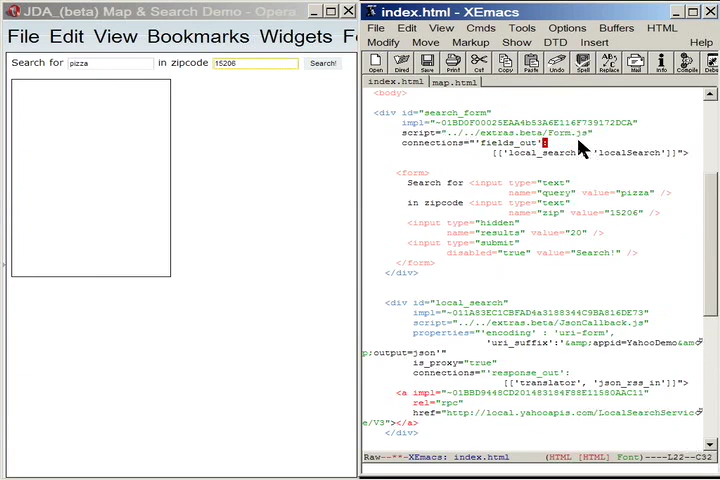 JDA_(beta) Map & Search Demo - Open
File Edit View Bookmarks Widgets Fe
Search for pizza in zipcode 15206 Search!
index.html - XEmacs
File Edit View Cmds Tools Options Buffers HTML
Modify Move Markup Show DTD Insert Help
Open Dired Save Print Cut Copy Paste Undo Spell Replace Mail Info Compile Debu
index.html map.html
<body>
<div id="search_form"
impl="~01BD0F00025EAA4b53A6E116F739172DCA"
script="../../extras.beta/Form.js"
connections="'fields_out':
[['local_search 'localSearch']]">
<form>
Search for <input type="text"
name="query" value="pizza" />
in zipcode <input type="text"
name="zip" value="15206" />
<input type="hidden"
name="results" value="20" />
<input type="submit"
disabled="true" value="Search!" />
</form>
</div>
<div id="local_search"
impl="~011A83EC1CBFAD4a3188344C9BA816DE73"
script="../../extras.beta/JsonCallback.js"
properties="'encoding' : 'uri-form',
'uri_suffix':'&amp;appid=YahooDemo&am
p;output=json'"
is_proxy="true"
connections="'response_out':
[['translator', 'json_rss_in']]">
<a impl="~01BBD9448CD201483184F11580AAC11"
rel="rpc"
href="http://local.yahooapis.com/LocalSearchServic
e/V3"></a>
</div>
Raw--**-XEmacs: index.html (HTML [HTML] Font)----L22--C32